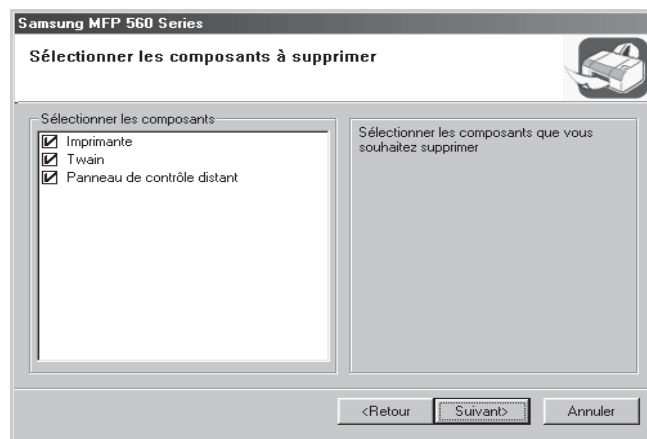 Samsung MFP 560 Series
Sélectionner les composants à supprimer
Sélectionner les composants
Imprimante
Twain
Panneau de contrôle distant
Sélectionner les composants que vous
souhaitez supprimer
<Retour
Suivant>
Annuler